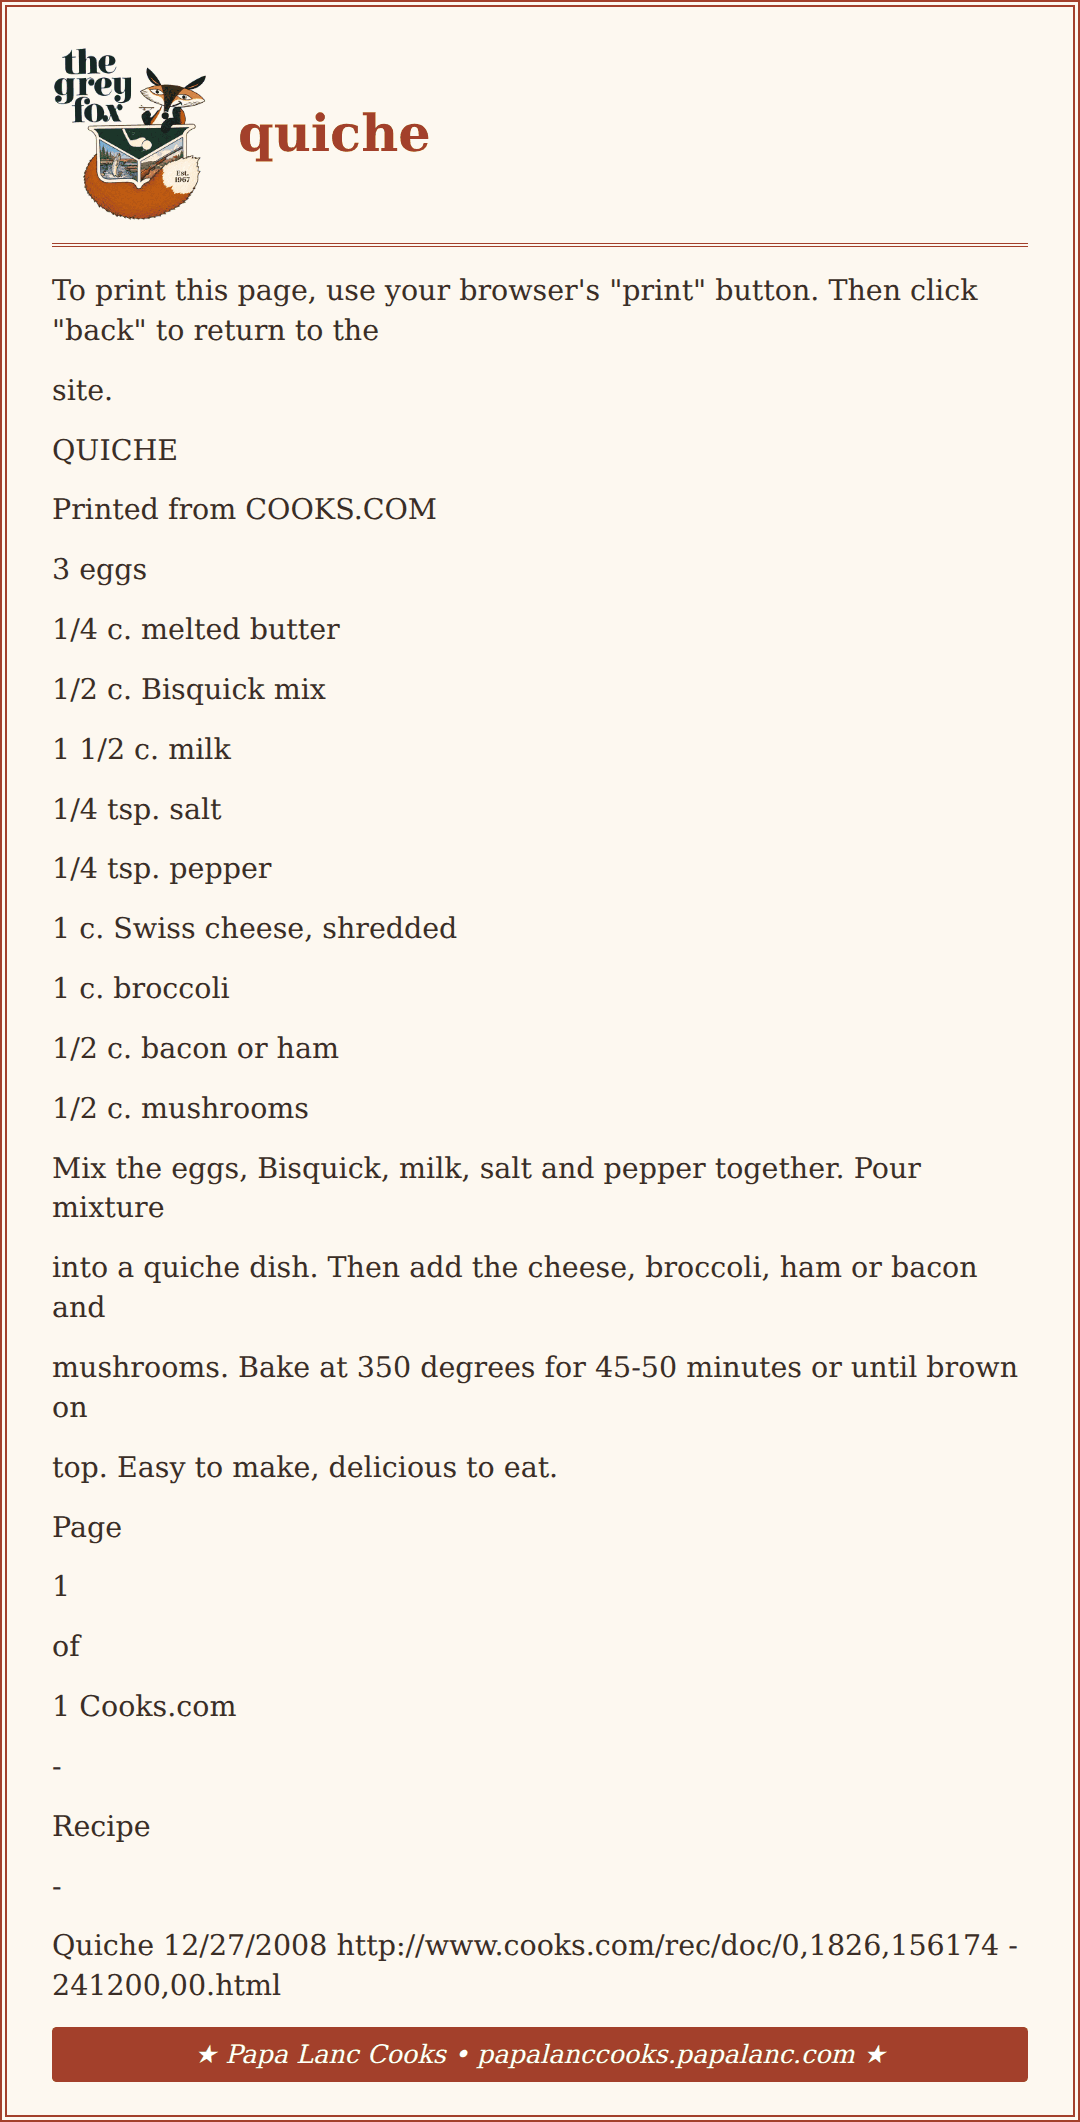 the
grey
fox
Est.
1967
quiche
To print this page, use your browser's "print" button. Then click
"back" to return to the
site.
QUICHE
Printed from COOKS.COM
3 eggs
1/4 c. melted butter
1/2 c. Bisquick mix
1 1/2 c. milk
1/4 tsp. salt
1/4 tsp. pepper
1 c. Swiss cheese, shredded
1 c. broccoli
1/2 c. bacon or ham
1/2 c. mushrooms
Mix the eggs, Bisquick, milk, salt and pepper together. Pour
mixture
into a quiche dish. Then add the cheese, broccoli, ham or bacon
and
mushrooms. Bake at 350 degrees for 45-50 minutes or until brown
on
top. Easy to make, delicious to eat.
Page
1
of
1 Cooks.com
-
Recipe
-
Quiche 12/27/2008 http://www.cooks.com/rec/doc/0,1826,156174 -
241200,00.html
★ Papa Lanc Cooks • papalanccooks.papalanc.com ★